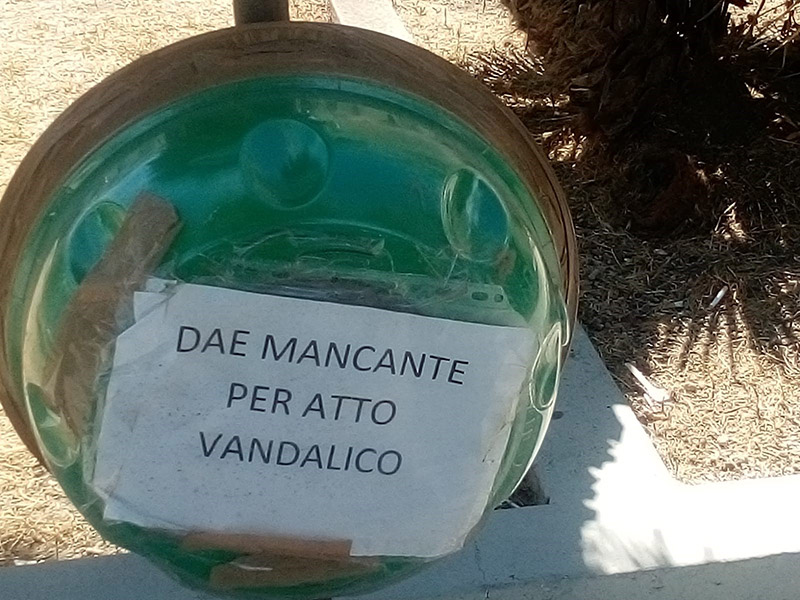 DAE MANCANTE
PER ATTO
VANDALICO